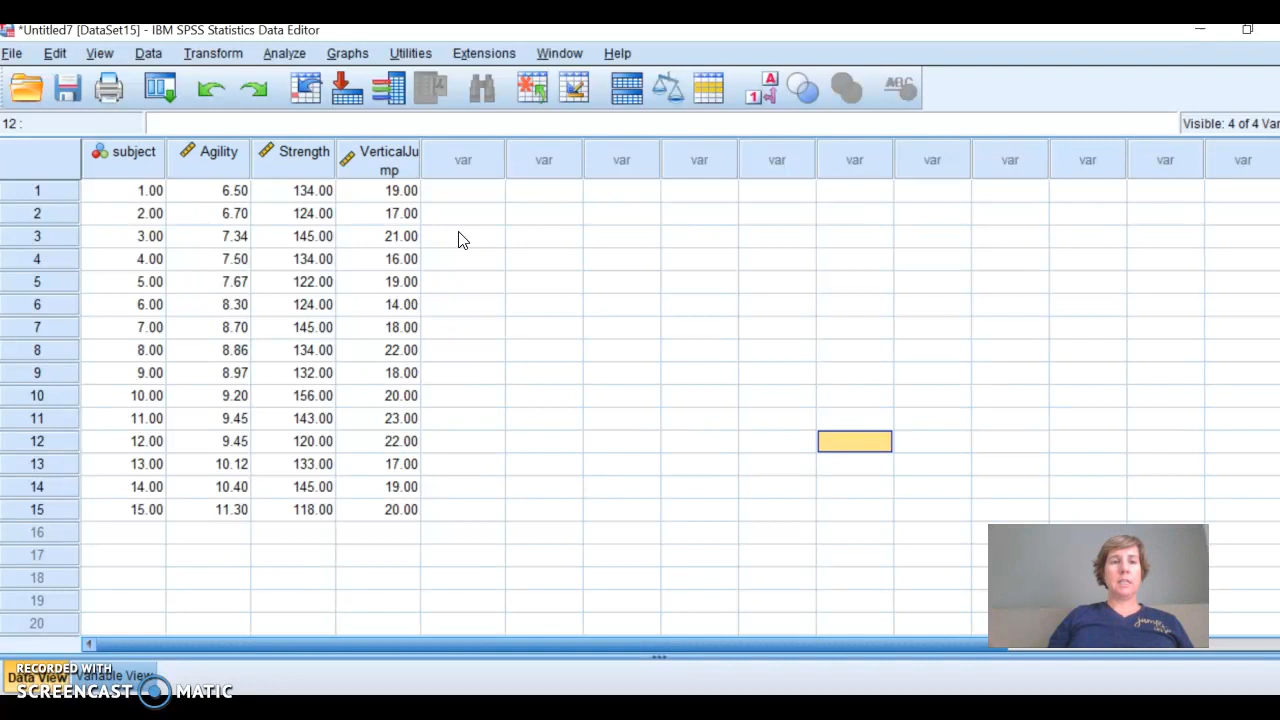 *Untitled7 [DataSet15] - IBM SPSS Statistics Data Editor
File Edit View Data Transform Analyze Graphs Utilities Extensions Window Help
A 1 ABC
12 : Visible: 4 of 4 Var
subject Agility Strength VerticalJu
mp var var var var var var var var var var var
1 1.00 6.50 134.00 19.00
2 2.00 6.70 124.00 17.00
3 3.00 7.34 145.00 21.00
4 4.00 7.50 134.00 16.00
5 5.00 7.67 122.00 19.00
6 6.00 8.30 124.00 14.00
7 7.00 8.70 145.00 18.00
8 8.00 8.86 134.00 22.00
9 9.00 8.97 132.00 18.00
10 10.00 9.20 156.00 20.00
11 11.00 9.45 143.00 23.00
12 12.00 9.45 120.00 22.00
13 13.00 10.12 133.00 17.00
14 14.00 10.40 145.00 19.00
15 15.00 11.30 118.00 20.00
16
17
18
19
20
RECORDED WITH
Data View Variable View
SCREENCAST MATIC